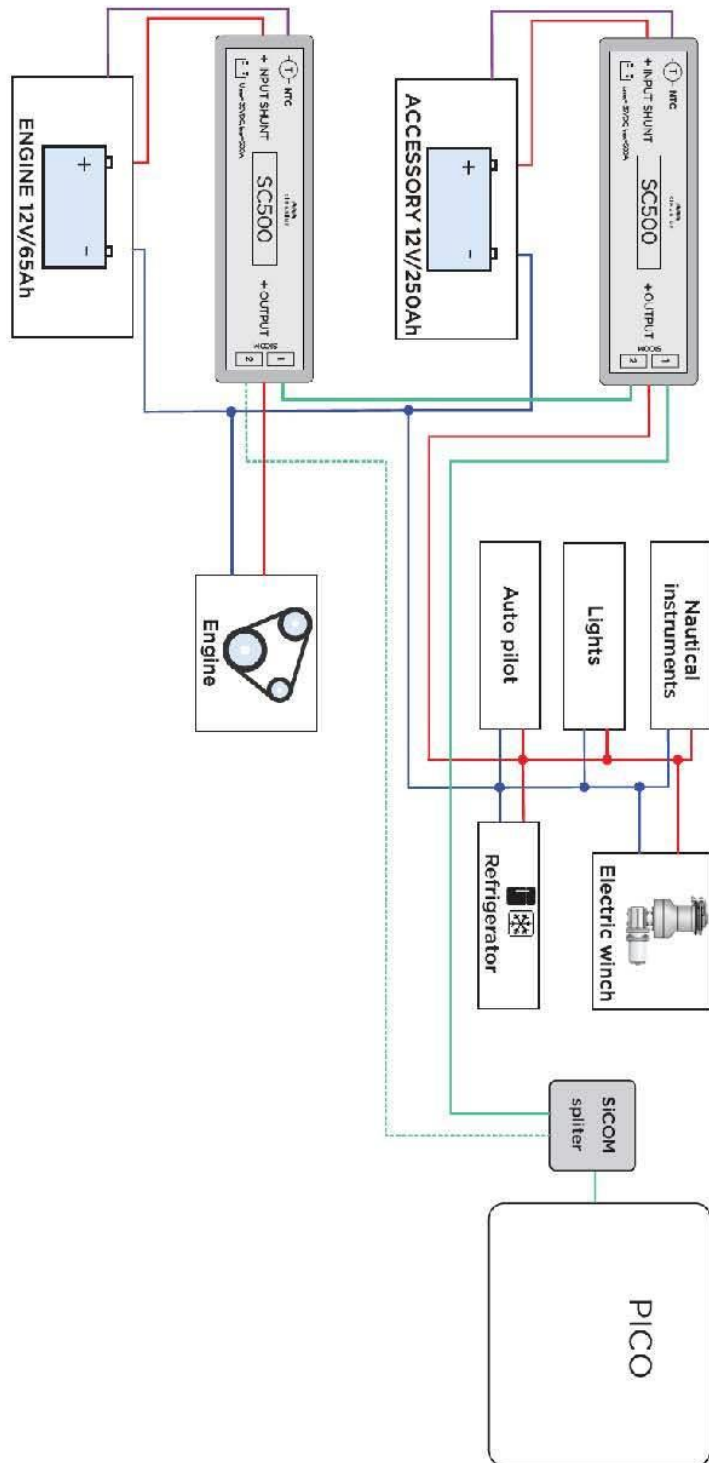 ENGINE 12V/65Ah
+
-
NTC
T
+ INPUT SHUNT
SC500
+ OUTPUT
SICOM
1
2
ACCESSORY 12V/250Ah
+
-
NTC
T
+ INPUT SHUNT
SC500
+ OUTPUT
SICOM
1
2
Engine
Auto pilot
Lights
Nautical
instruments
Refrigerator
Electric winch
SiCOM
spliter
PICO